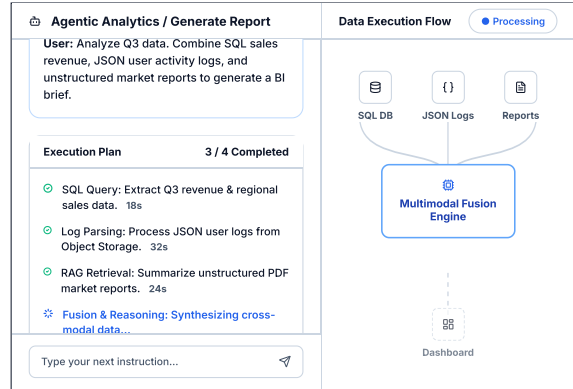 Agentic Analytics / Generate Report
User: Analyze Q3 data. Combine SQL sales
revenue, JSON user activity logs, and
unstructured market reports to generate a BI
brief.
Execution Plan
3 / 4 Completed
SQL Query: Extract Q3 revenue & regional
sales data. 18s
Log Parsing: Process JSON user logs from
Object Storage. 32s
RAG Retrieval: Summarize unstructured PDF
market reports. 24s
Fusion & Reasoning: Synthesizing cross-
modal data...
Type your next instruction...
Data Execution Flow
Processing
SQL DB
JSON Logs
Reports
Multimodal Fusion
Engine
Dashboard